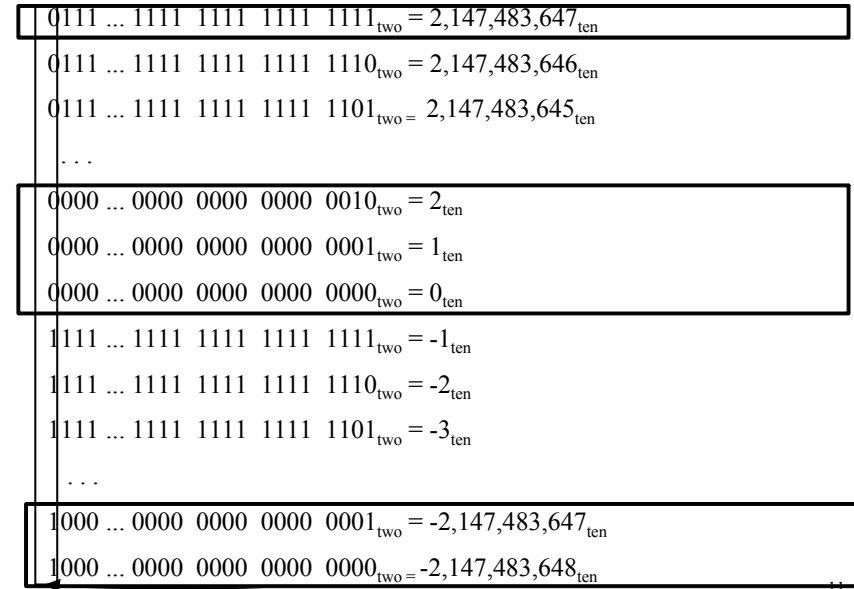 0111 ... 1111 1111 1111 1111two = 2,147,483,647ten
0111 ... 1111 1111 1111 1110two = 2,147,483,646ten
0111 ... 1111 1111 1111 1101two = 2,147,483,645ten
. . .
0000 ... 0000 0000 0000 0010two = 2ten
0000 ... 0000 0000 0000 0001two = 1ten
0000 ... 0000 0000 0000 0000two = 0ten
1111 ... 1111 1111 1111 1111two = -1ten
1111 ... 1111 1111 1111 1110two = -2ten
1111 ... 1111 1111 1111 1101two = -3ten
. . .
1000 ... 0000 0000 0000 0001two = -2,147,483,647ten
1000 ... 0000 0000 0000 0000two = -2,147,483,648ten